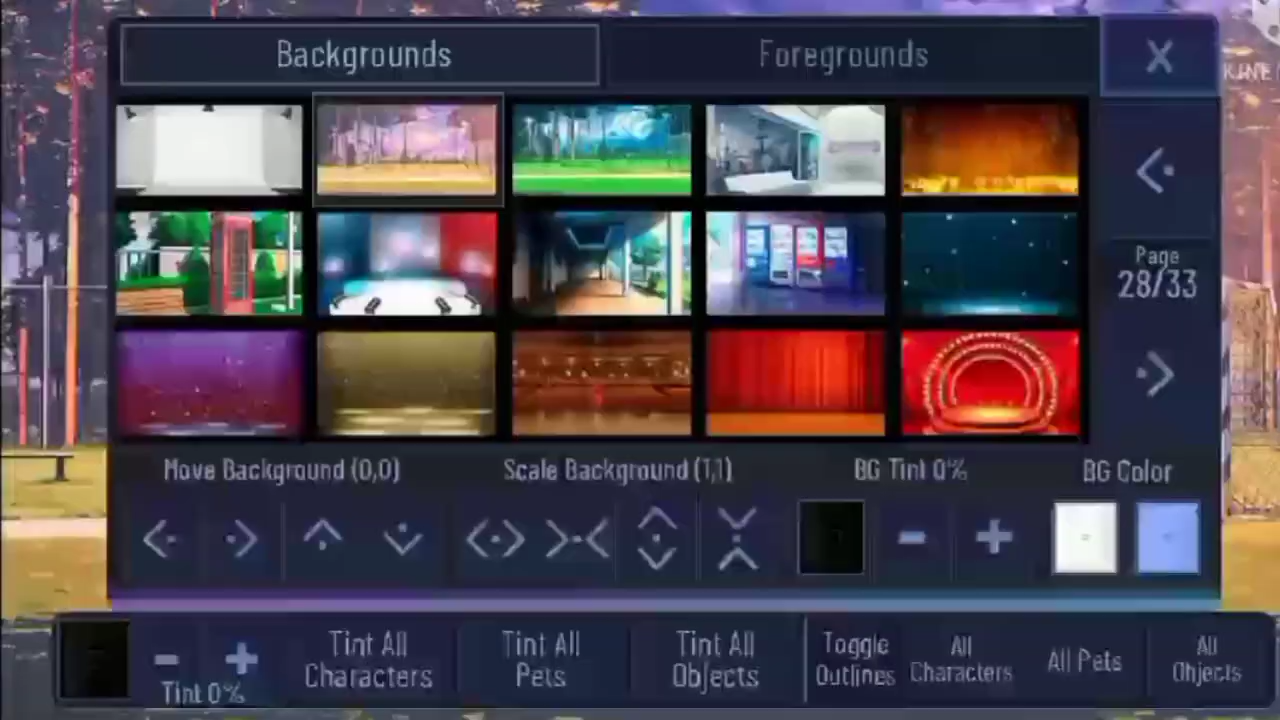 Backgrounds
Foregrounds
X
KINE
Page
28/33
Move Background (0,0)
Scale Background (1,1)
BG Tint 0%
BG Color
Tint 0%
Tint All
Characters
Tint All
Pets
Tint All
Objects
Toggle
Outlines
All
Characters
All Pets
All
Objects